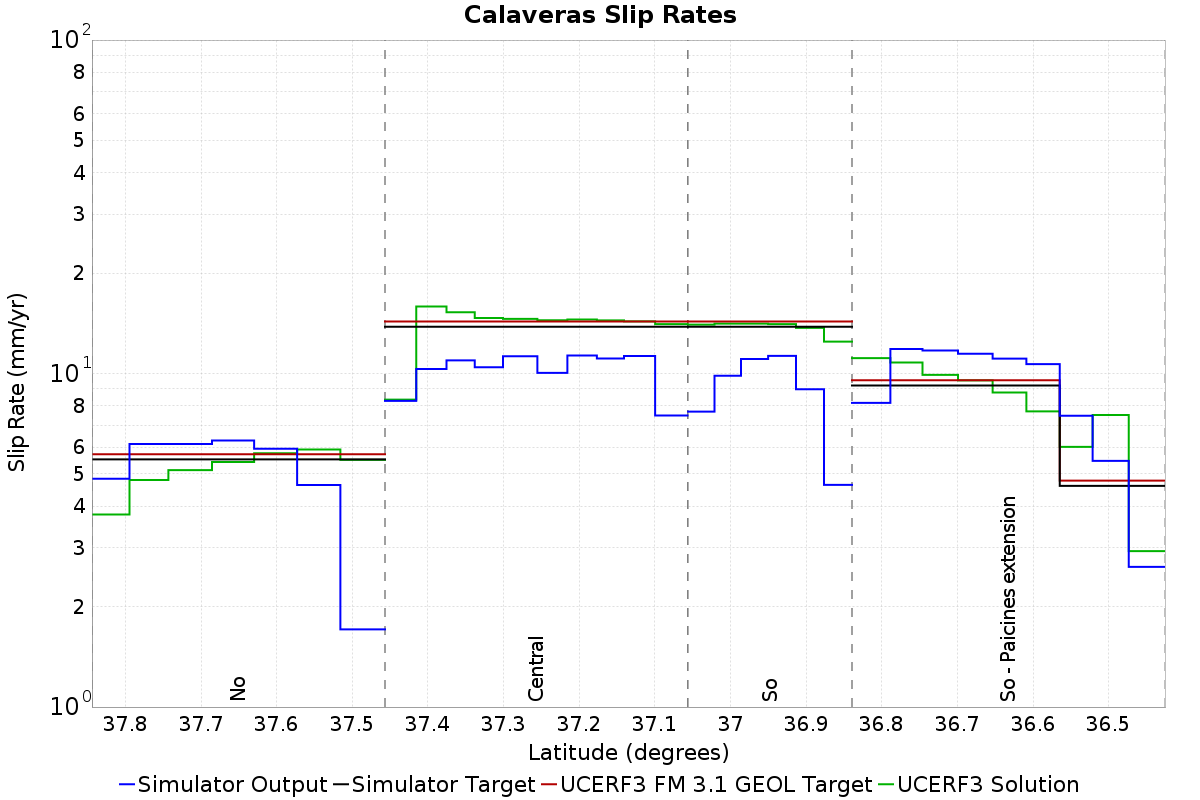 Calaveras Slip Rates
Slip Rate (mm/yr)
10^2
8
6
5
4
3
2
10^1
8
6
5
4
3
2
10^0
No
Central
So
So - Paicines extension
37.8 37.7 37.6 37.5 37.4 37.3 37.2 37.1 37 36.9 36.8 36.7 36.6 36.5
Latitude (degrees)
Simulator Output Simulator Target UCERF3 FM 3.1 GEOL Target UCERF3 Solution